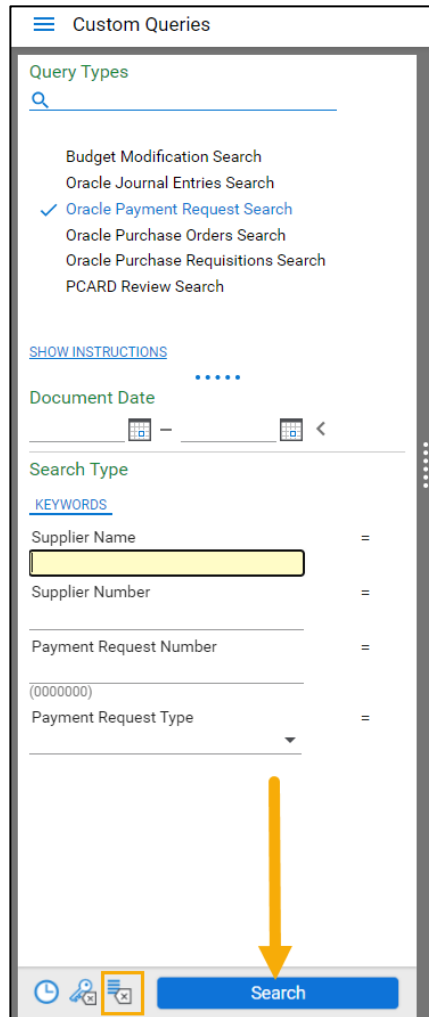 Custom Queries
Query Types
Budget Modification Search
Oracle Journal Entries Search
Oracle Payment Request Search
Oracle Purchase Orders Search
Oracle Purchase Requisitions Search
PCARD Review Search
SHOW INSTRUCTIONS
Document Date
–
Search Type
KEYWORDS
Supplier Name =
Supplier Number =
Payment Request Number =
(0000000)
Payment Request Type =
Search